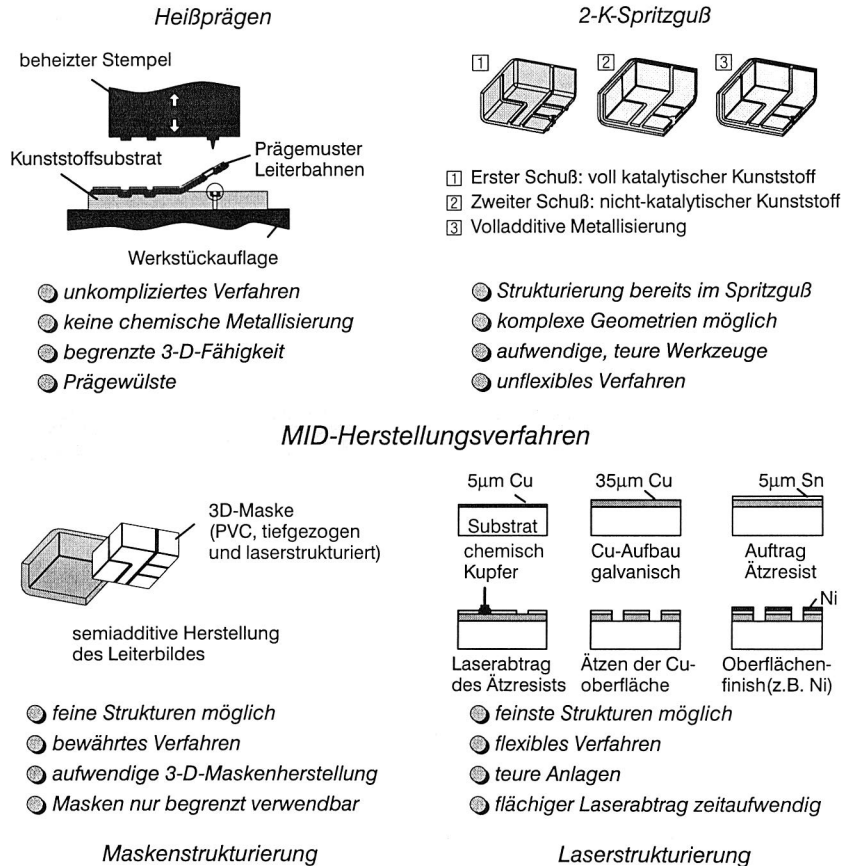 Heißprägen
beheizter Stempel
Kunststoffsubstrat
Prägemuster
Leiterbahnen
Werkstückauflage
unkompliziertes Verfahren
keine chemische Metallisierung
begrenzte 3-D-Fähigkeit
Prägewülste
2-K-Spritzguß
1 2 3
1 Erster Schuß: voll katalytischer Kunststoff
2 Zweiter Schuß: nicht-katalytischer Kunststoff
3 Volladditive Metallisierung
Strukturierung bereits im Spritzguß
komplexe Geometrien möglich
aufwendige, teure Werkzeuge
unflexibles Verfahren
MID-Herstellungsverfahren
3D-Maske
(PVC, tiefgezogen
und laserstrukturiert)
semiadditive Herstellung
des Leiterbildes
feine Strukturen möglich
bewährtes Verfahren
aufwendige 3-D-Maskenherstellung
Masken nur begrenzt verwendbar
Maskenstrukturierung
5µm Cu
Substrat
chemisch
Kupfer
35µm Cu
Cu-Aufbau
galvanisch
5µm Sn
Auftrag
Ätzresist
Laserabtrag
des Ätzresists
Ätzen der Cu-
oberfläche
Ni
Oberflächen-
finish(z.B. Ni)
feinste Strukturen möglich
flexibles Verfahren
teure Anlagen
flächiger Laserabtrag zeitaufwendig
Laserstrukturierung